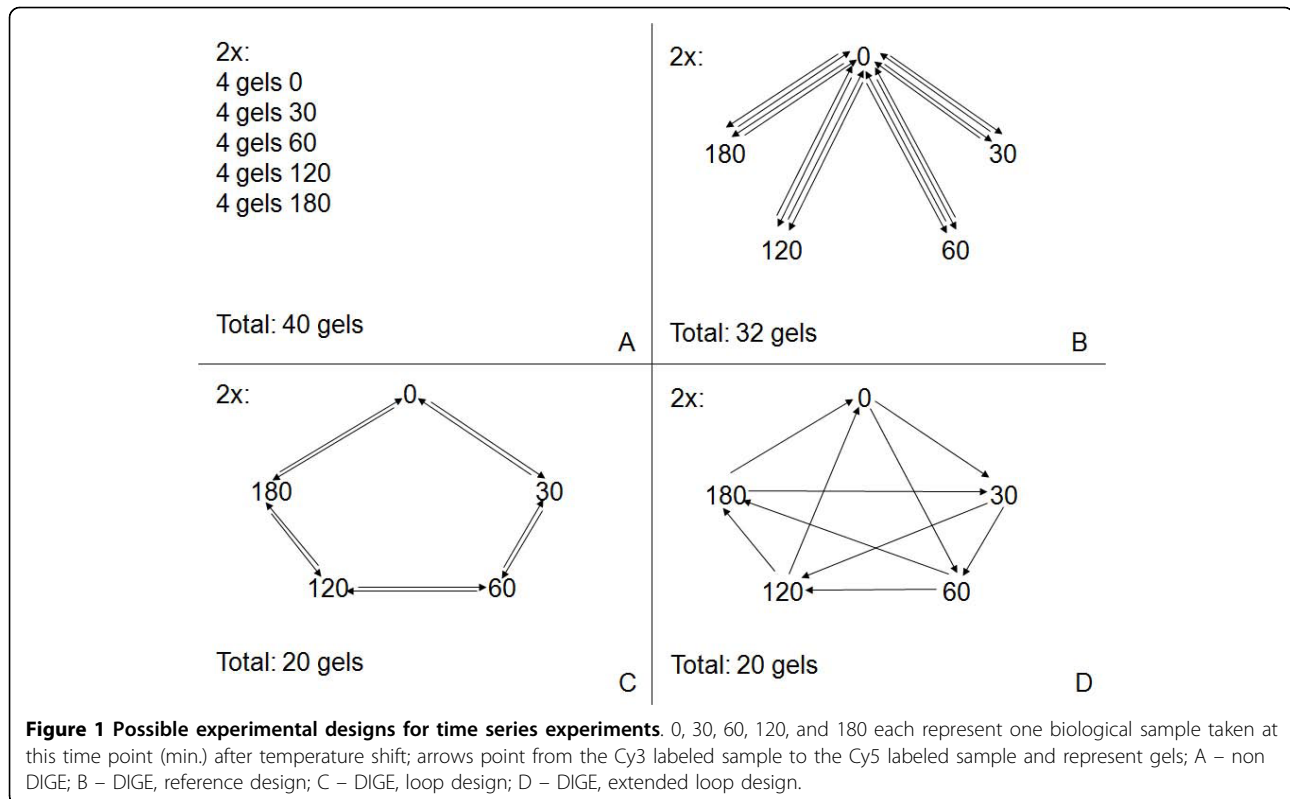 2x:
4 gels 0
4 gels 30
4 gels 60
4 gels 120
4 gels 180
Total: 40 gels
A
2x:
0
180
30
120
60
Total: 32 gels
B
2x:
0
180
30
120
60
Total: 20 gels
C
2x:
0
180
30
120
60
Total: 20 gels
D
Figure 1 Possible experimental designs for time series experiments. 0, 30, 60, 120, and 180 each represent one biological sample taken at
this time point (min.) after temperature shift; arrows point from the Cy3 labeled sample to the Cy5 labeled sample and represent gels; A – non
DIGE; B – DIGE, reference design; C – DIGE, loop design; D – DIGE, extended loop design.